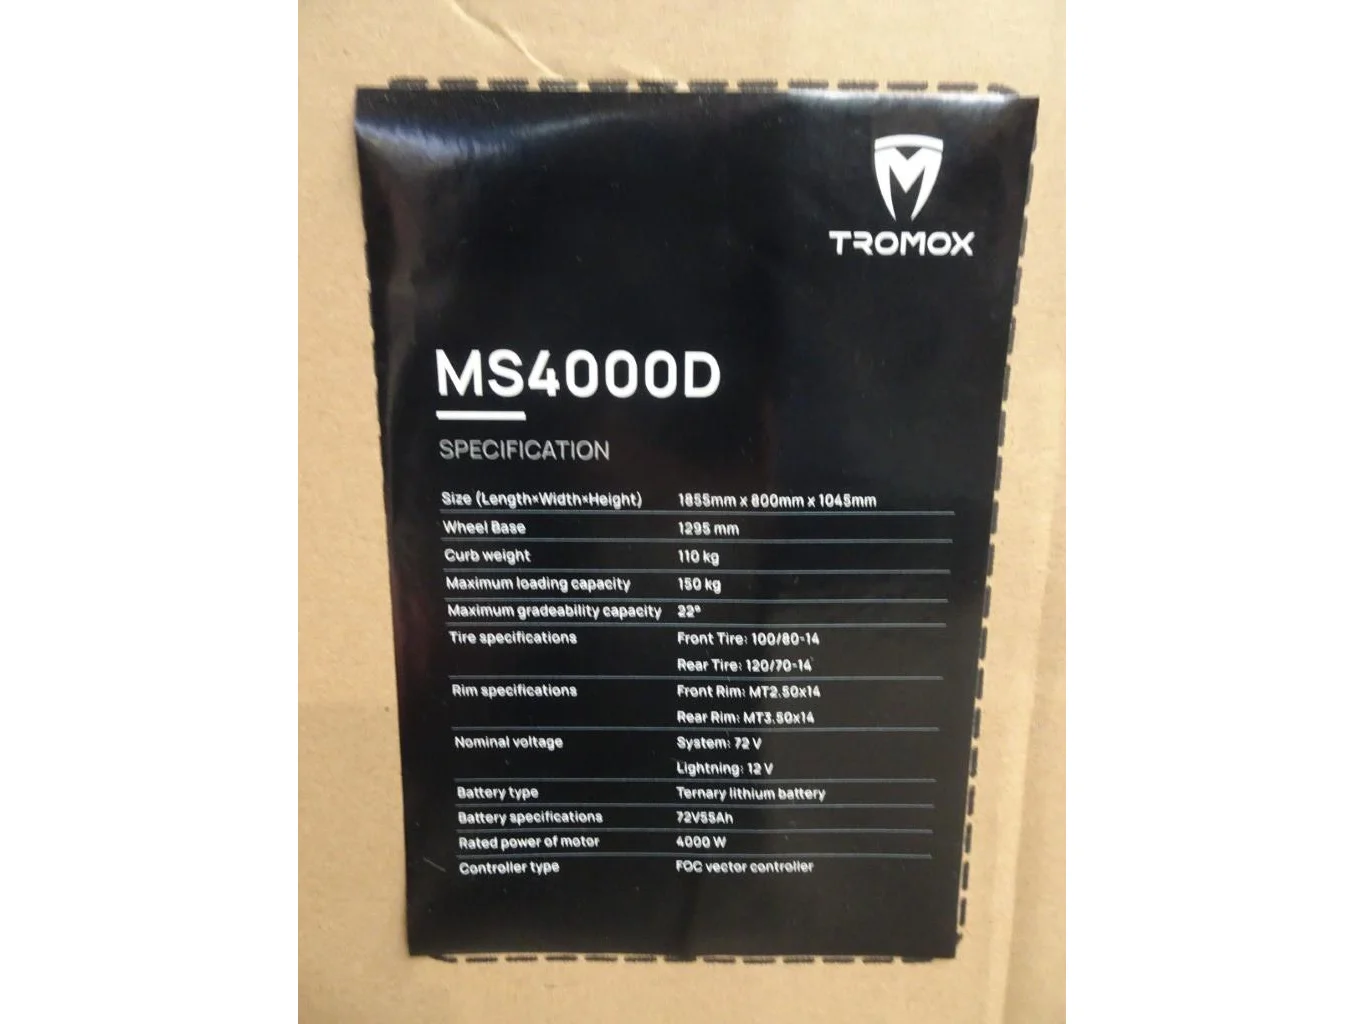 TROMOX
MS4000D
SPECIFICATION
Size (Length×Width×Height) 1855mm x 800mm x 1045mm
Wheel Base 1295 mm
Curb weight 110 kg
Maximum loading capacity 150 kg
Maximum gradeability capacity 22°
Tire specifications Front Tire: 100/80-14
Rear Tire: 120/70-14
Rim specifications Front Rim: MT2.50x14
Rear Rim: MT3.50x14
Nominal voltage System: 72 V
Lightning: 12 V
Battery type Ternary lithium battery
Battery specifications 72V55Ah
Rated power of motor 4000 W
Controller type FOC vector controller